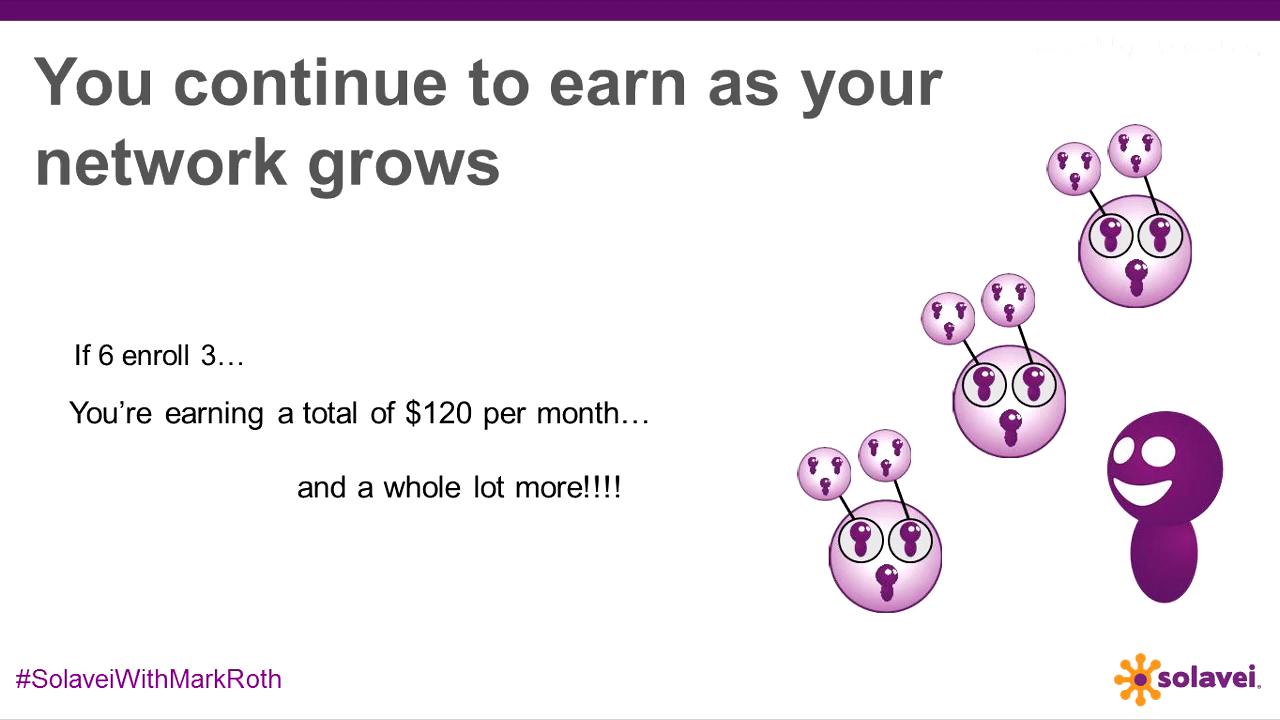 You continue to earn as your
network grows
If 6 enroll 3…
You’re earning a total of $120 per month…
and a whole lot more!!!!
#SolaveiWithMarkRoth
solavei